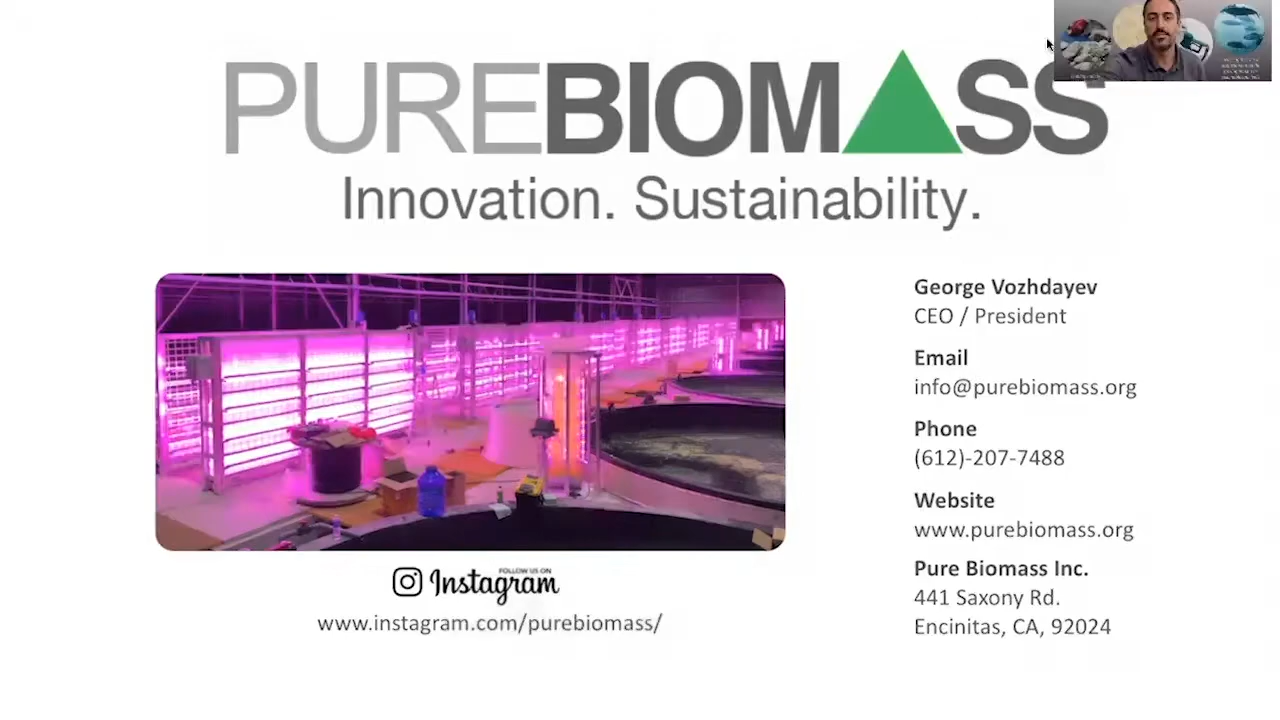 PUREBIOMASS
Innovation. Sustainability.
George Vozhdayev
CEO / President
Email
info@purebiomass.org
Phone
(612)-207-7488
Website
www.purebiomass.org
Pure Biomass Inc.
441 Saxony Rd.
Encinitas, CA, 92024
FOLLOW US ON
Instagram
www.instagram.com/purebiomass/